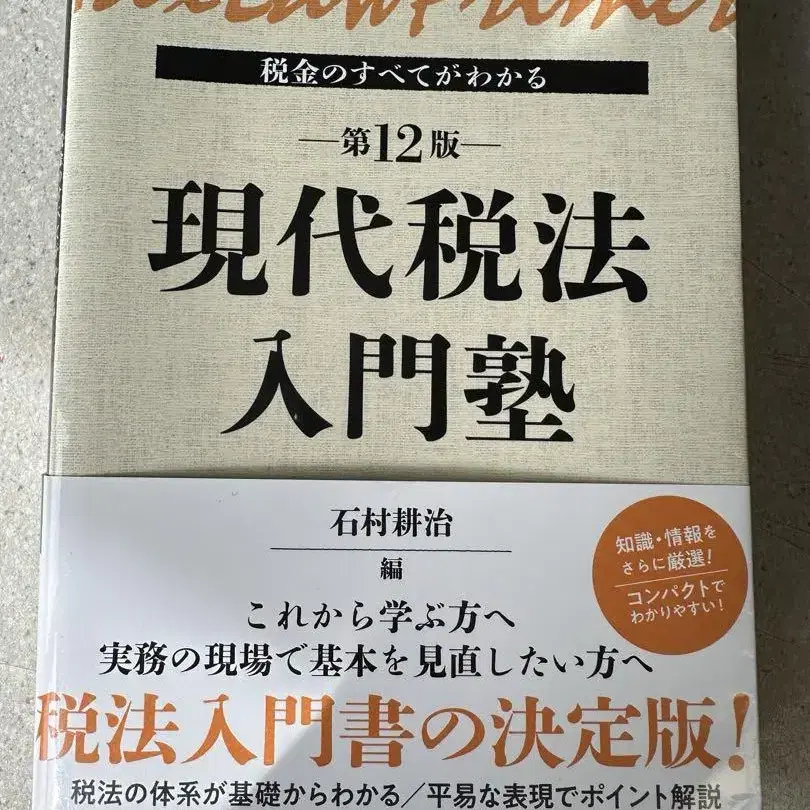 税金のすべてがわかる
第12版
現代税法
入門塾
石村耕治
編
知識・情報を
さらに厳選！
コンパクトで
わかりやすい！
これから学ぶ方へ
実務の現場で基本を見直したい方へ
税法入門書の決定版！
税法の体系が基礎からわかる／平易な表現でポイント解説